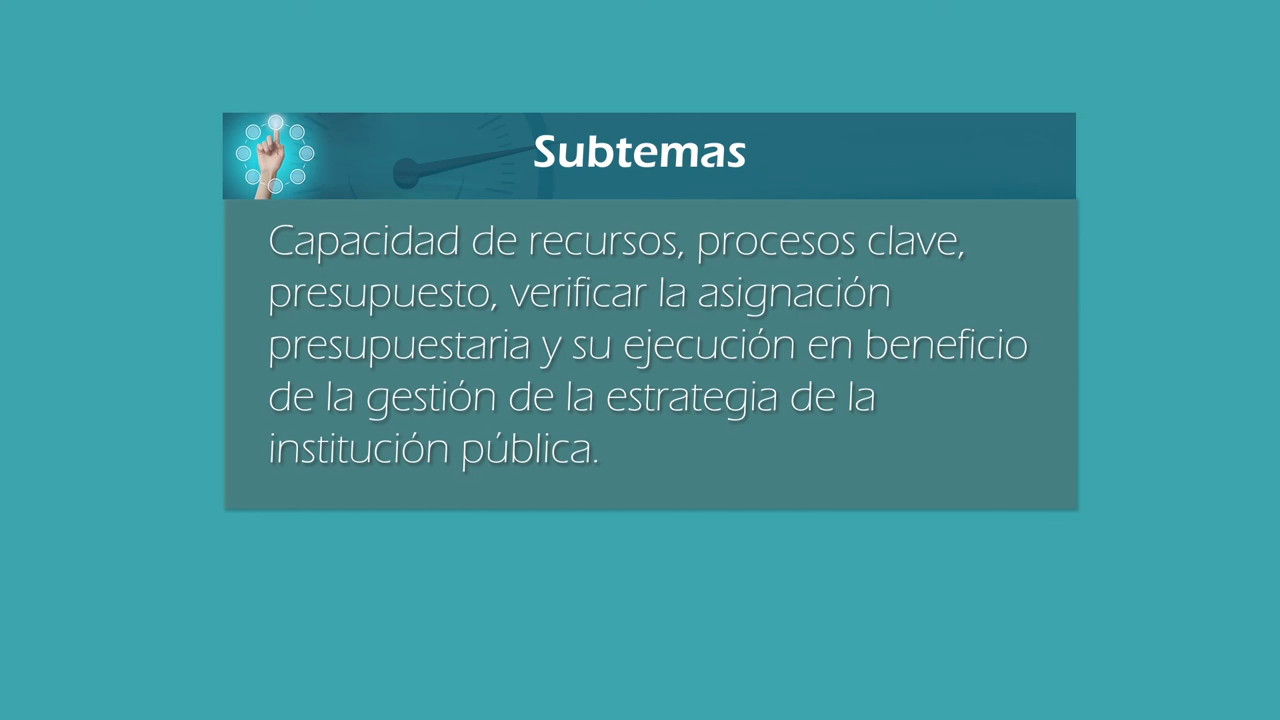 Subtemas
Capacidad de recursos, procesos clave,
presupuesto, verificar la asignación
presupuestaria y su ejecución en beneficio
de la gestión de la estrategia de la
institución pública.